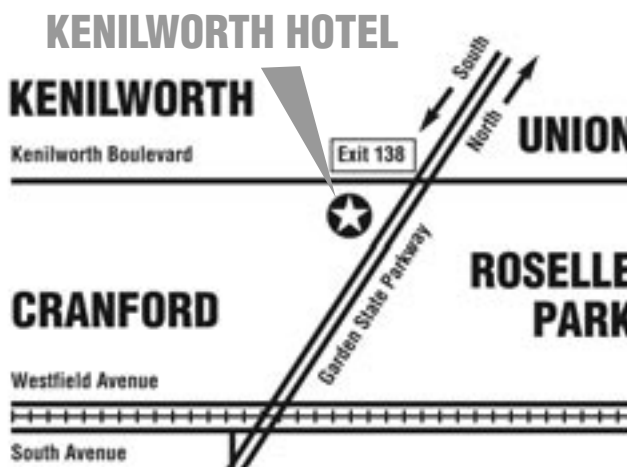 KENILWORTH HOTEL
KENILWORTH
South
North
UNION
Kenilworth Boulevard
Exit 138
Garden State Parkway
ROSELLE
PARK
CRANFORD
Westfield Avenue
South Avenue